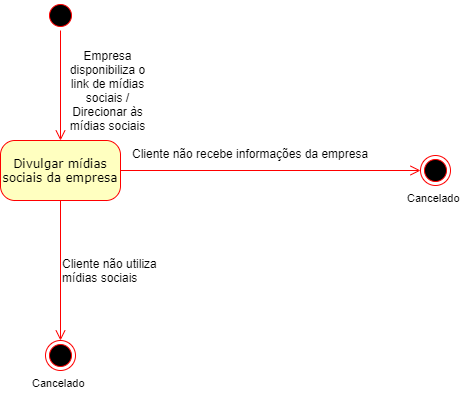 Empresa
disponibiliza o
link de mídias
sociais /
Direcionar às
mídias sociais
Divulgar mídias
sociais da empresa
Cliente não recebe informações da empresa
Cancelado
Cliente não utiliza
mídias sociais
Cancelado